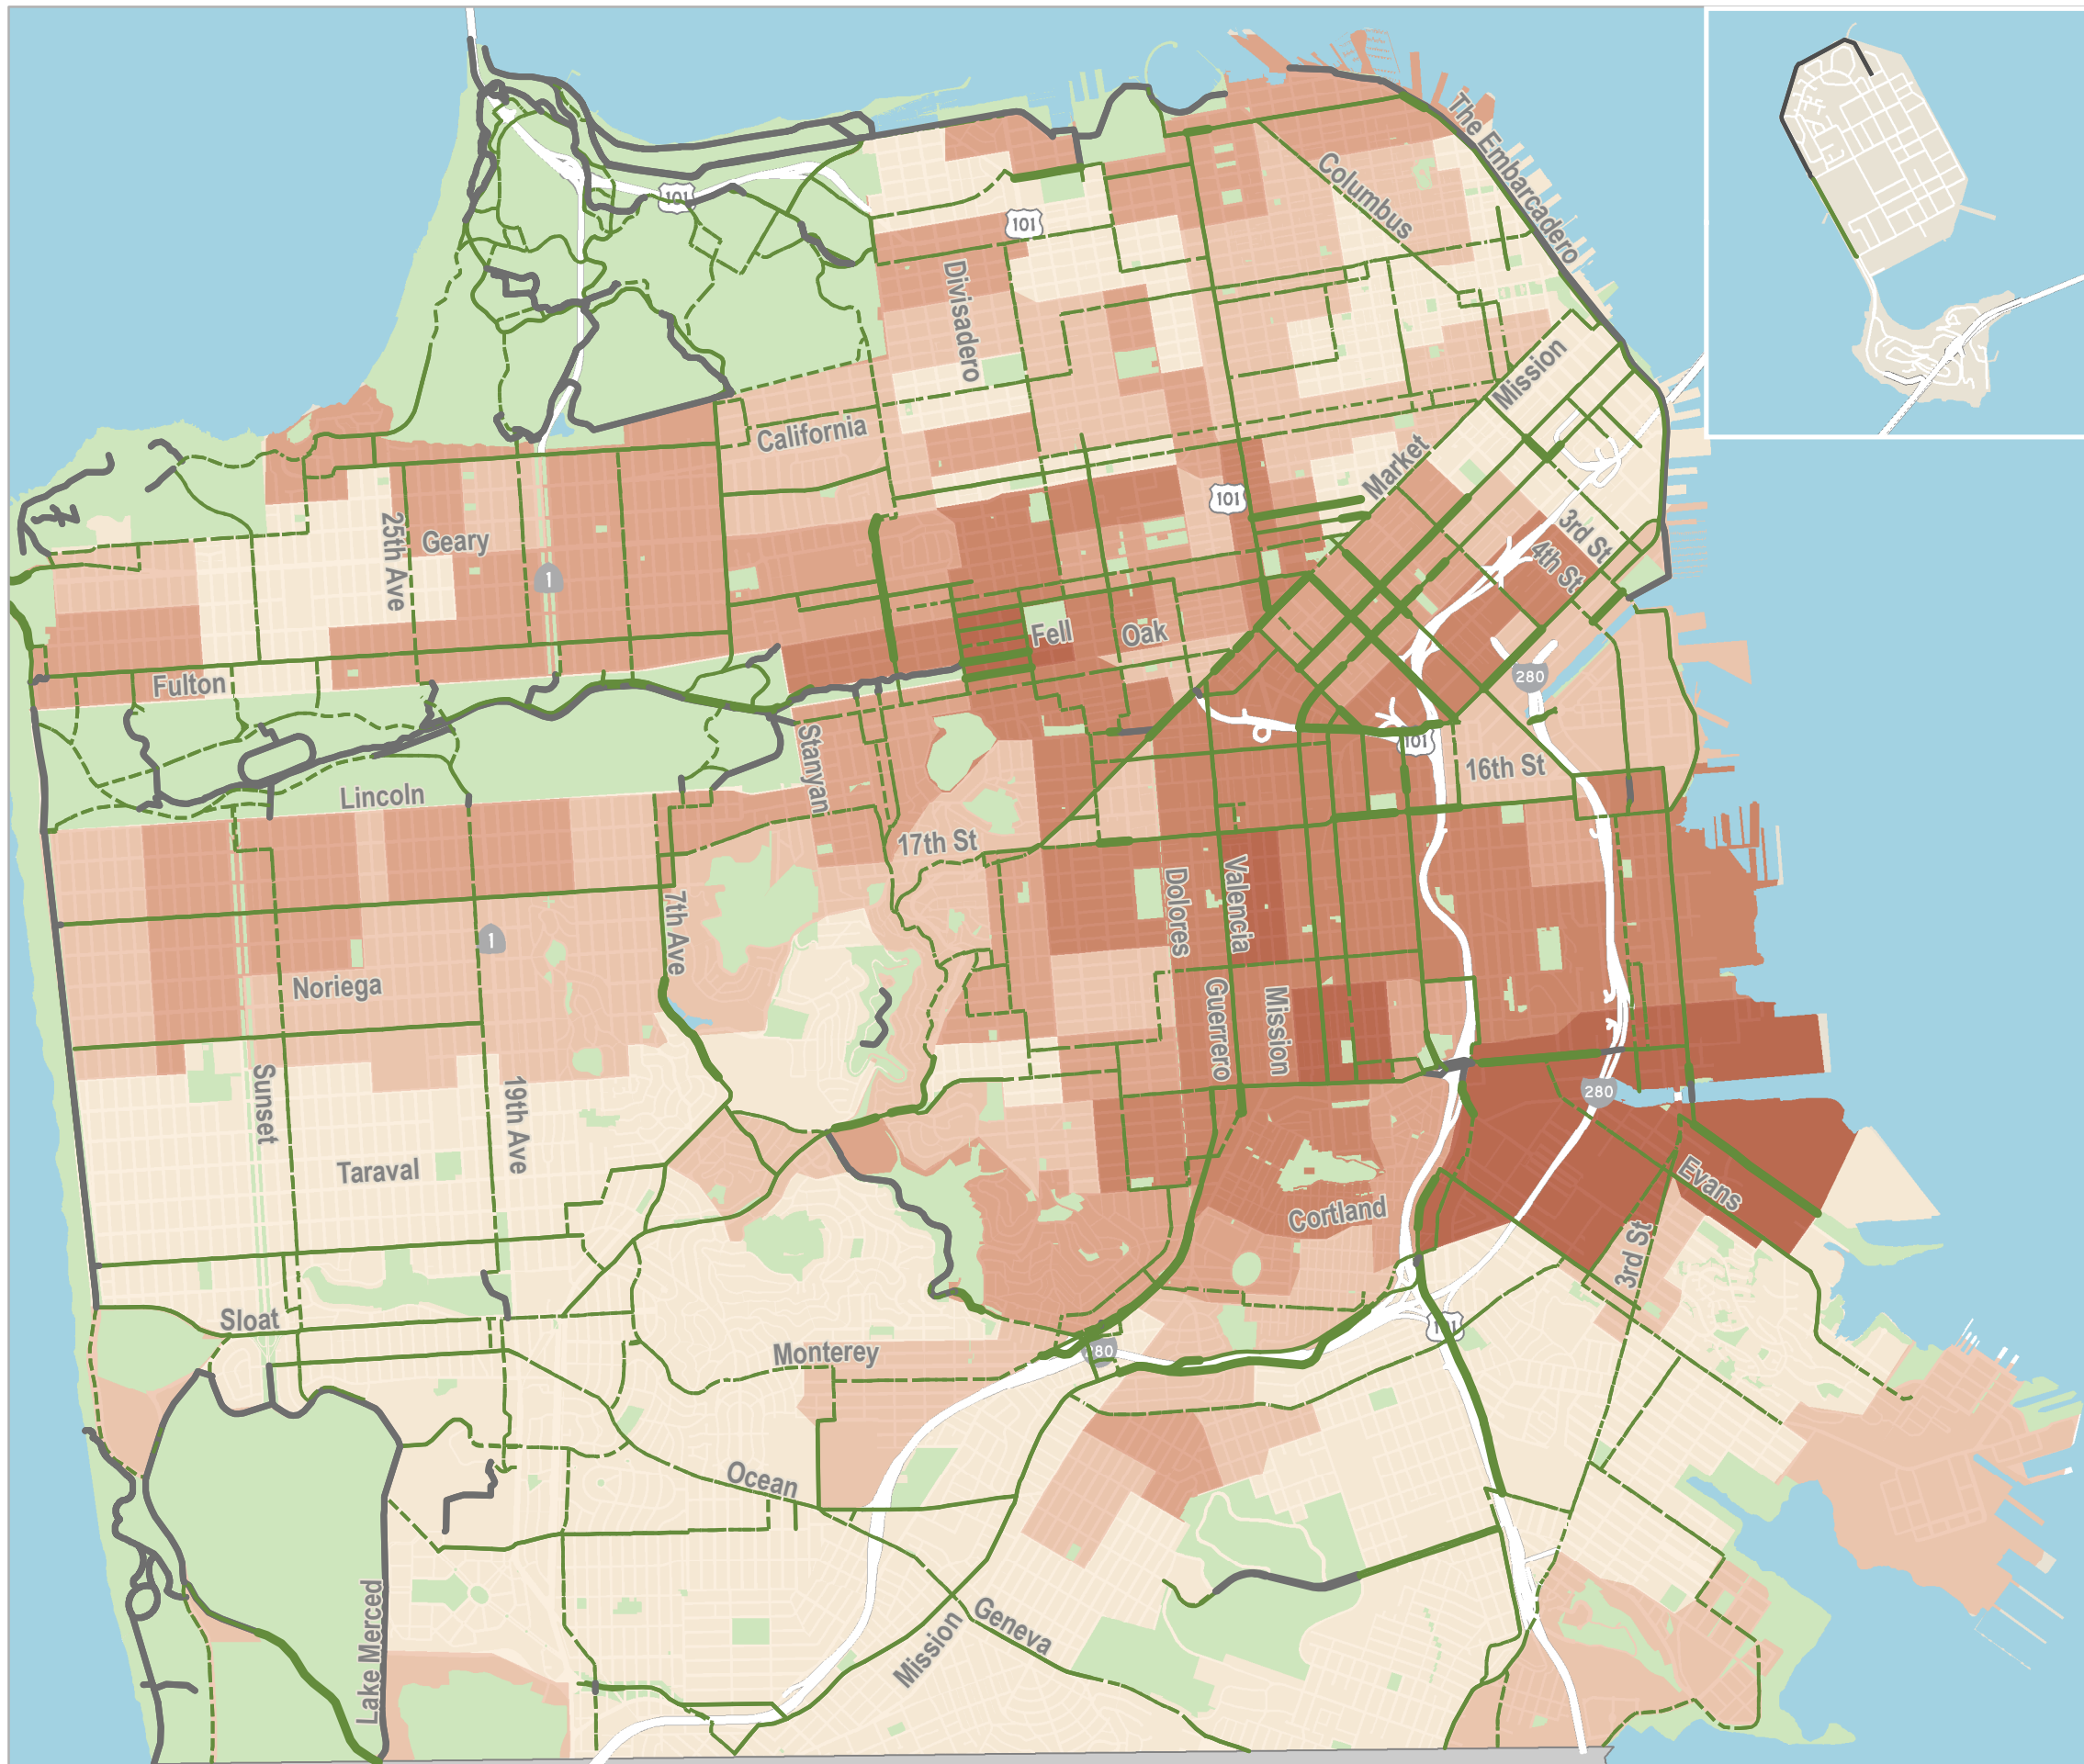 The Embarcadero
Columbus
101
101
Divisadero
Mission
California
Market
101
25th Ave
Geary
3rd St
4th St
1
Fell
Oak
Fulton
280
Stanyan
101
16th St
Lincoln
17th St
7th Ave
Dolores
Valencia
1
Noriega
Guerrero
Mission
Sunset
19th Ave
280
Taraval
Evans
Cortland
3rd St
Sloat
101
Monterey
280
Ocean
Lake Merced
Mission
Geneva